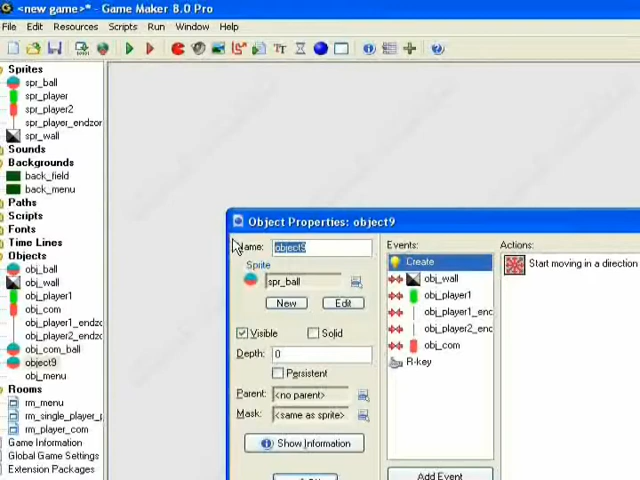 <new game>* - Game Maker 8.0 Pro
File Edit Resources Scripts Run Window Help
Sprites
spr_ball
spr_player
spr_player2
spr_player_endzo
spr_wall
Sounds
Backgrounds
back_field
back_menu
Paths
Scripts
Fonts
Time Lines
Objects
obj_ball
obj_wall
obj_player1
obj_com
obj_player1_endz
obj_player2_endz
obj_com_ball
object9
obj_menu
Rooms
rm_menu
rm_single_player_
rm_player_com
Game Information
Global Game Settings
Extension Packages
Object Properties: object9
Name: object9
Sprite
spr_ball
New Edit
Visible Solid
Depth: 0
Persistent
Parent: <no parent>
Mask: <same as sprite>
Show Information
Events:
Create
obj_wall
obj_player1
obj_player1_end
obj_player2_end
obj_com
R-key
Add Event
Actions:
Start moving in a direction